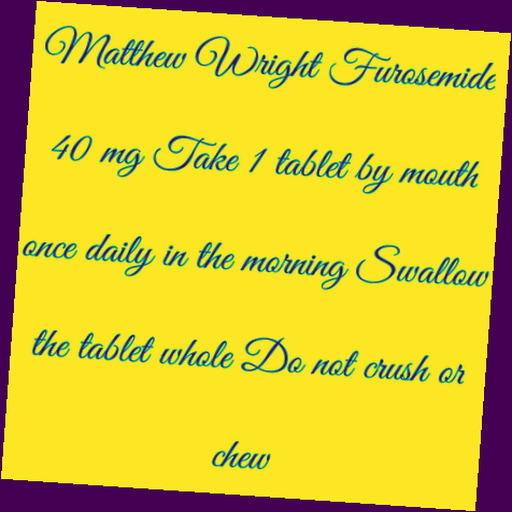 Matthew Wright Furosemide
40 mg Take 1 tablet by mouth
once daily in the morning Swallow
the tablet whole Do not crush or
chew